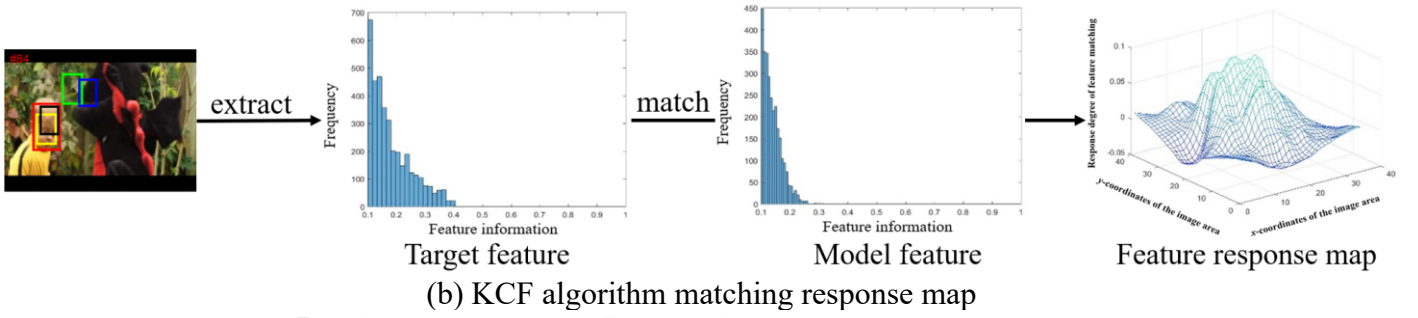 #84
extract
700
600
500
400
300
200
100
0
Frequency
0.1 0.2 0.3 0.4 0.5 0.6 0.7 0.8 0.9 1
Feature information
Target feature
match
450
400
350
300
250
200
150
100
50
0
Frequency
0.1 0.2 0.3 0.4 0.5 0.6 0.7 0.8 0.9 1
Feature information
Model feature
Response degree of feature matching
0.1
0.05
0
-0.05
40
30
20
10
0
y-coordinates of the image area
0
10
20
30
40
x-coordinates of the image area
Feature response map
(b) KCF algorithm matching response map